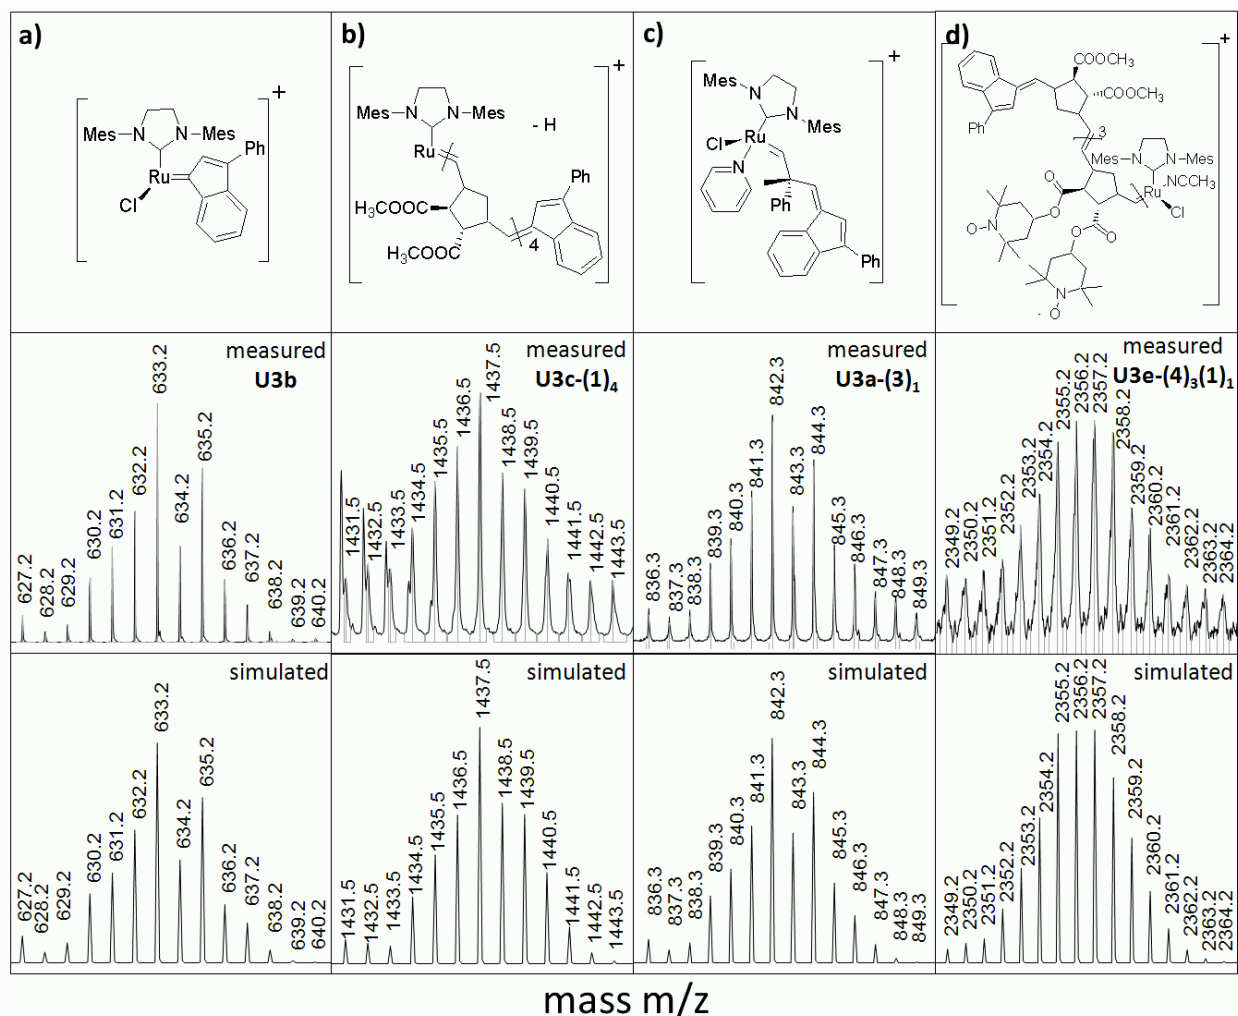 a)
+
Mes
N
N
Mes
Ph
Ru
Cl
b)
+
Mes
N
N
Mes
- H
Ru
Ph
H₃COOC
H₃COOC
4
c)
+
Mes
N
N
Mes
Ru
Cl
N
Ph
Ph
d)
+
COOCH₃
COOCH₃
Ph
3
Mes
N
N
Mes
O
Ru
NCCH₃
Cl
O
N
O
O
O
N
O
measured
U3b
627.2
628.2
629.2
630.2
631.2
632.2
633.2
634.2
635.2
636.2
637.2
638.2
639.2
640.2
measured
U3c-(1)₄
1431.5
1432.5
1433.5
1434.5
1435.5
1436.5
1437.5
1438.5
1439.5
1440.5
1441.5
1442.5
1443.5
measured
U3a-(3)₁
836.3
837.3
838.3
839.3
840.3
841.3
842.3
843.3
844.3
845.3
846.3
847.3
848.3
849.3
measured
U3e-(4)₃(1)₁
2349.2
2350.2
2351.2
2352.2
2353.2
2354.2
2355.2
2356.2
2357.2
2358.2
2359.2
2360.2
2361.2
2362.2
2363.2
2364.2
simulated
627.2
628.2
629.2
630.2
631.2
632.2
633.2
634.2
635.2
636.2
637.2
638.2
639.2
640.2
simulated
1431.5
1432.5
1433.5
1434.5
1435.5
1436.5
1437.5
1438.5
1439.5
1440.5
1441.5
1442.5
1443.5
simulated
836.3
837.3
838.3
839.3
840.3
841.3
842.3
843.3
844.3
845.3
846.3
847.3
848.3
849.3
simulated
2349.2
2350.2
2351.2
2352.2
2353.2
2354.2
2355.2
2356.2
2357.2
2358.2
2359.2
2360.2
2361.2
2362.2
2363.2
2364.2
mass m/z